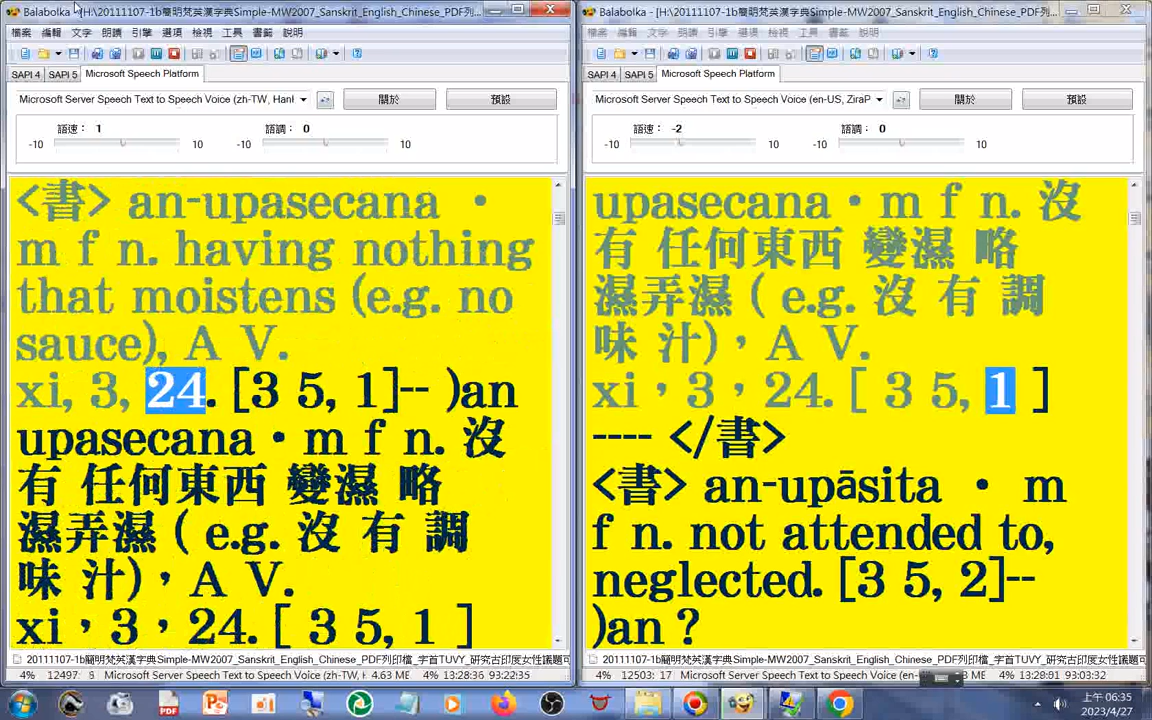 Balabolka - [H:\20111107-1b簡明梵英漢字典Simple-MW2007_Sanskrit_English_Chinese_PDF列...
檔案 編輯 文字 朗讀 引擎 選項 檢視 工具 書籤 說明
SAPI 4 SAPI 5 Microsoft Speech Platform
Microsoft Server Speech Text to Speech Voice (zh-TW, Han 關於 預設
語速: 1 語調: 0
-10 10 -10 10
<書> an-upasecana •
m f n. having nothing
that moistens (e.g. no
sauce), A V.
xi, 3, 24. [3 5, 1]-- )an
upasecana • m f n. 沒
有 任何東西 變濕 略
濕弄濕 ( e.g. 沒 有 調
味 汁)，A V.
xi，3，24. [ 3 5, 1 ]
20111107-1b簡明梵英漢字典Simple-MW2007_Sanskrit_English_Chinese_PDF列印檔_字首TUVY_研究古印度女性議題可
4% 12497: 8 Microsoft Server Speech Text to Speech Voice (zh-TW, H 4% 4.63 ME 13:28:36 93:22:35
Balabolka - [H:\20111107-1b簡明梵英漢字典Simple-MW2007_Sanskrit_English_Chinese_PDF列...
檔案 編輯 文字 朗讀 引擎 選項 檢視 工具 書籤 說明
SAPI 4 SAPI 5 Microsoft Speech Platform
Microsoft Server Speech Text to Speech Voice (en-US, ZiraP 關於 預設
語速: -2 語調: 0
-10 10 -10 10
upasecana • m f n. 沒
有 任何東西 變濕 略
濕弄濕 ( e.g. 沒 有 調
味 汁)，A V.
xi，3，24. [ 3 5, 1 ]
---- </書>
<書> an-upāsita • m
f n. not attended to,
neglected. [3 5, 2]--
)an ?
20111107-1b簡明梵英漢字典Simple-MW2007_Sanskrit_English_Chinese_PDF列印檔_字首TUVY_研究古印度女性議題可
4% 12503: 17 Microsoft Server Speech Text to Speech 4% 13:28:01 93:03:32
上午 06:35
2023/4/27